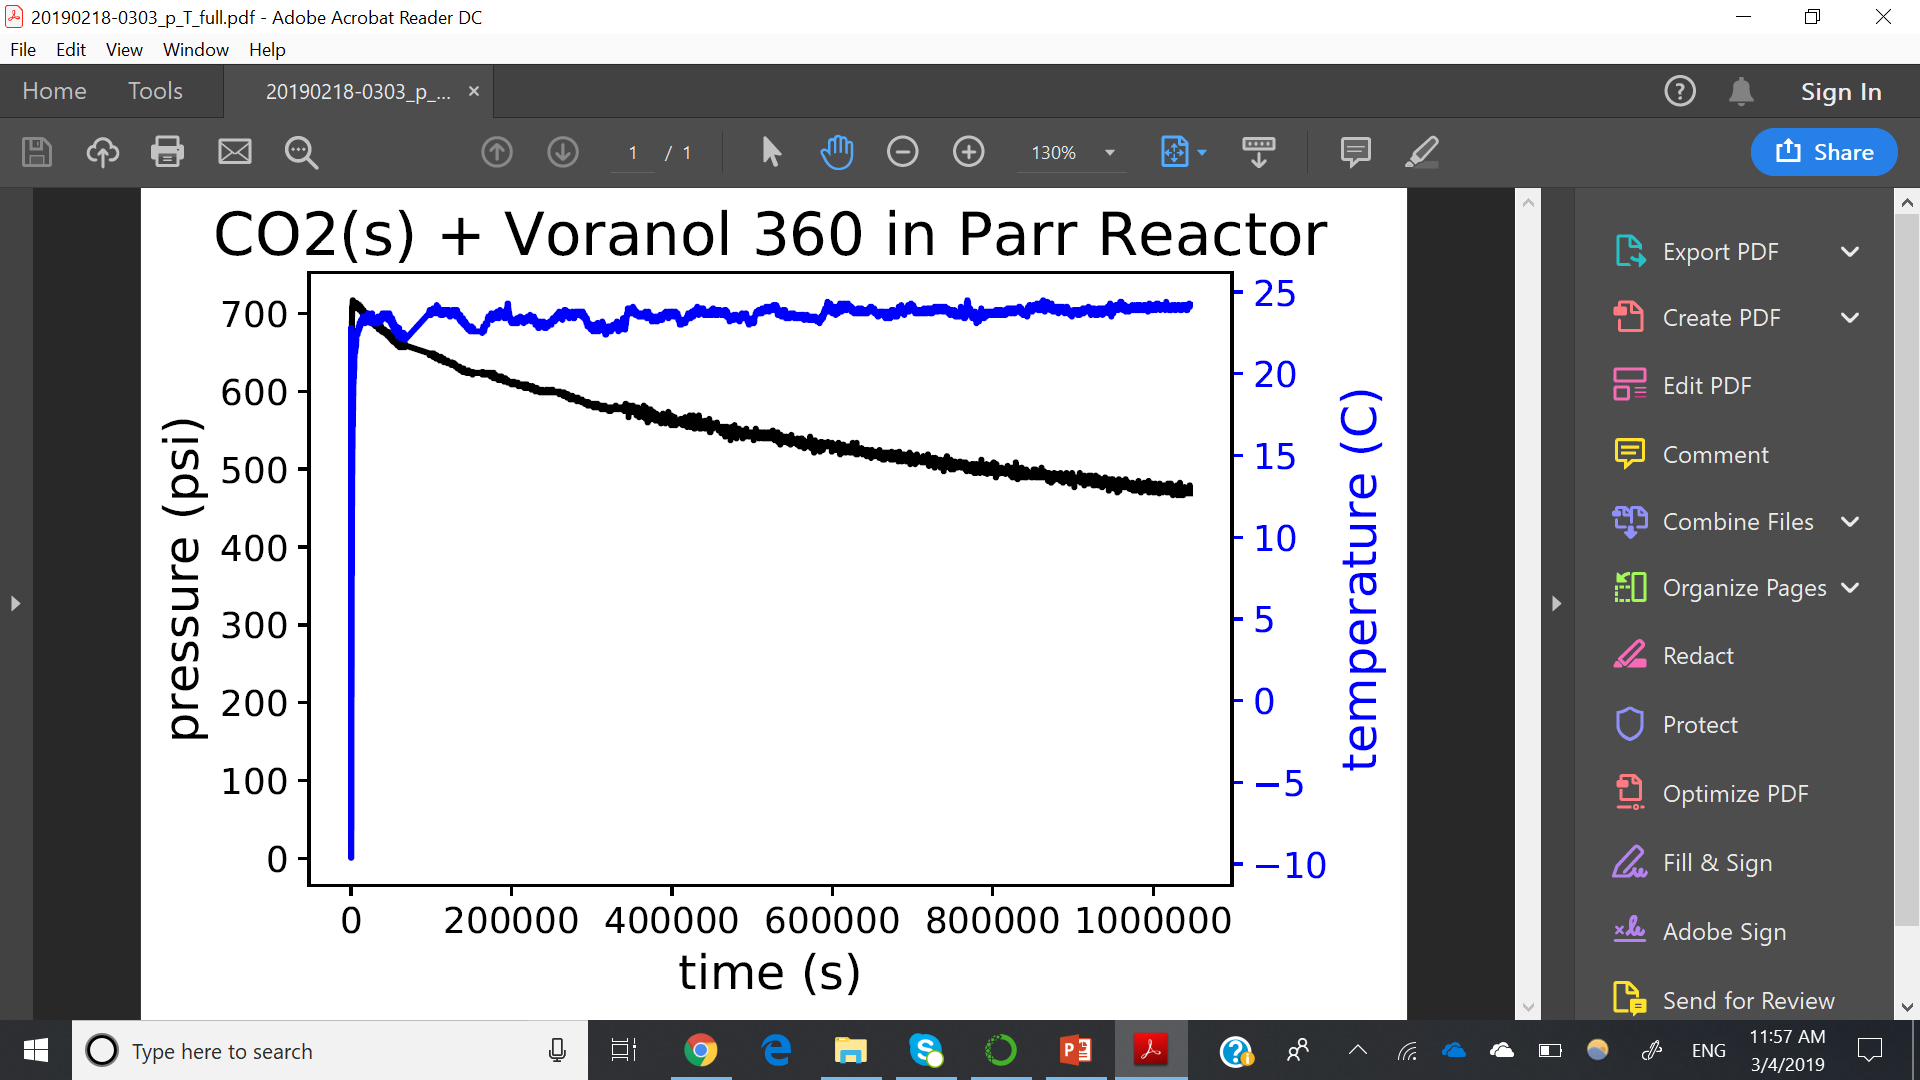 20190218-0303_p_T_full.pdf - Adobe Acrobat Reader DC
File Edit View Window Help
Home Tools 20190218-0303_p_... × ? Sign In
1 / 1 130% Share
CO2(s) + Voranol 360 in Parr Reactor
700
600
500
400
300
200
100
0
pressure (psi)
25
20
15
10
5
0
−5
−10
temperature (C)
0 200000 400000 600000 800000 1000000
time (s)
Export PDF
Create PDF
Edit PDF
Comment
Combine Files
Organize Pages
Redact
Protect
Optimize PDF
Fill & Sign
Adobe Sign
Send for Review
Type here to search
ENG
11:57 AM
3/4/2019